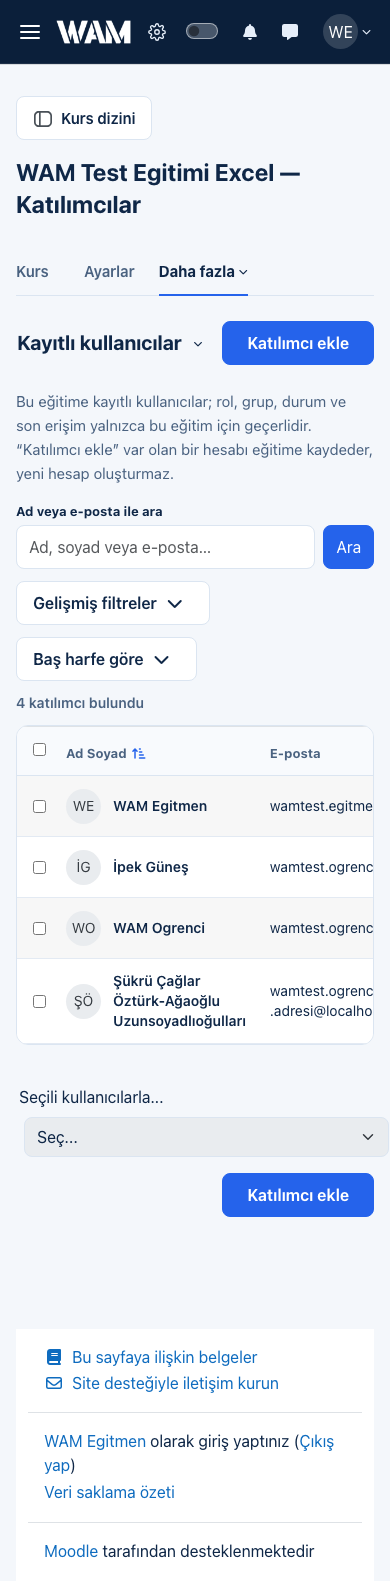 WAM
WE
Kurs dizini
WAM Test Egitimi Excel —
Katılımcılar
Kurs
Ayarlar
Daha fazla
Kayıtlı kullanıcılar
Katılımcı ekle
Bu eğitime kayıtlı kullanıcılar; rol, grup, durum ve
son erişim yalnızca bu eğitim için geçerlidir.
“Katılımcı ekle” var olan bir hesabı eğitime kaydeder,
yeni hesap oluşturmaz.
Ad veya e-posta ile ara
Ad, soyad veya e-posta...
Ara
Gelişmiş filtreler
Baş harfe göre
4 katılımcı bulundu
Ad Soyad
E-posta
WE
WAM Egitmen
wamtest.egitme
İG
İpek Güneş
wamtest.ogrenc
WO
WAM Ogrenci
wamtest.ogrenc
ŞÖ
Şükrü Çağlar
Öztürk-Ağaoğlu
Uzunsoyadlıoğulları
wamtest.ogrenc
.adresi@localho
Seçili kullanıcılarla...
Seç...
Katılımcı ekle
Bu sayfaya ilişkin belgeler
Site desteğiyle iletişim kurun
WAM Egitmen olarak giriş yaptınız (Çıkış
yap)
Veri saklama özeti
Moodle tarafından desteklenmektedir